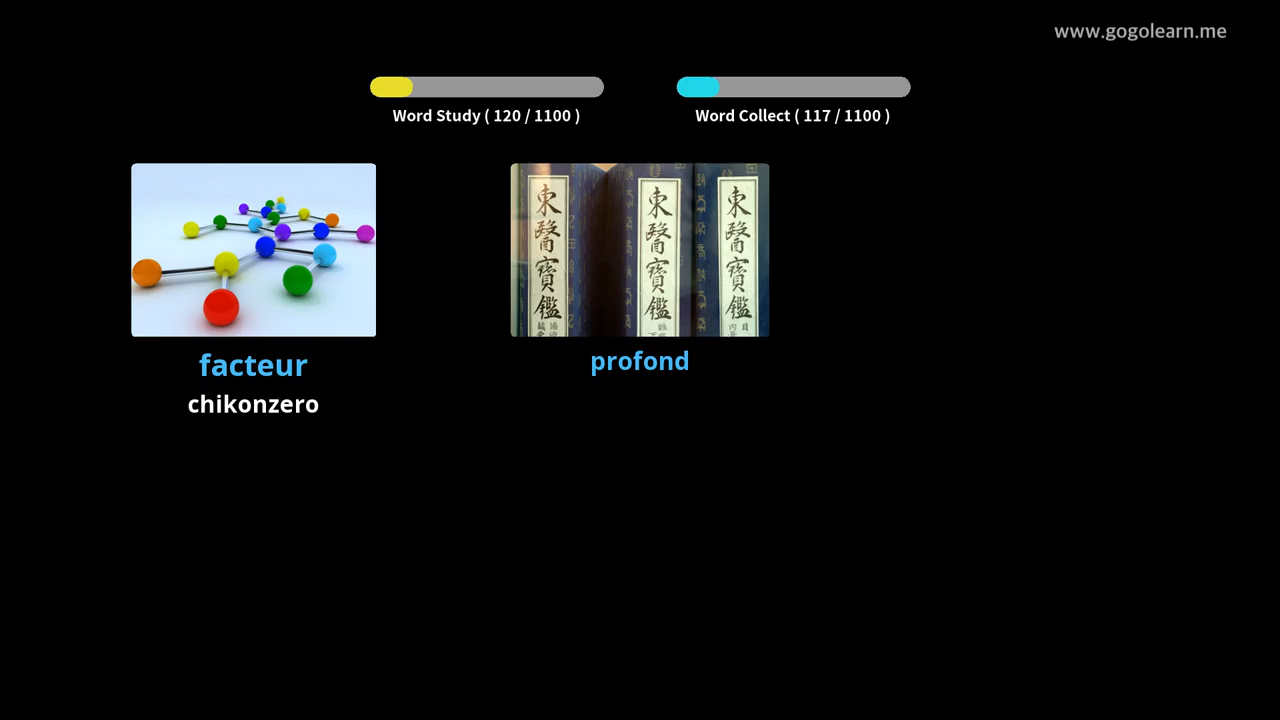 www.gogolearn.me
Word Study ( 120 / 1100 )
Word Collect ( 117 / 1100 )
東醫寶鑑
東醫寶鑑
東醫寶鑑
facteur
profond
chikonzero